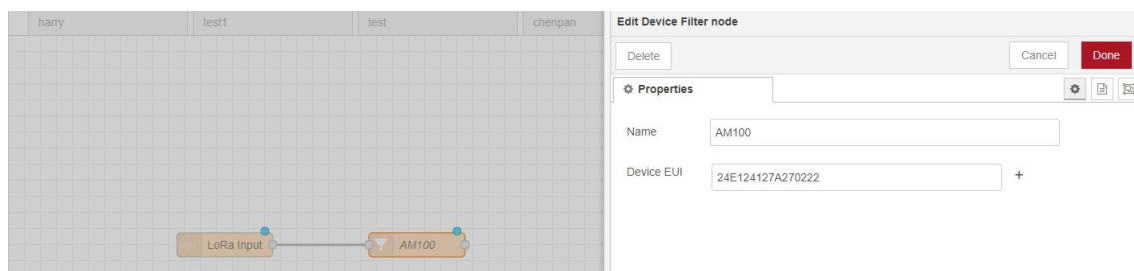 harry test1 test chenpan
Edit Device Filter node
Delete Cancel Done
Properties
Name AM100
Device EUI 24E124127A270222 +
LoRa Input AM100